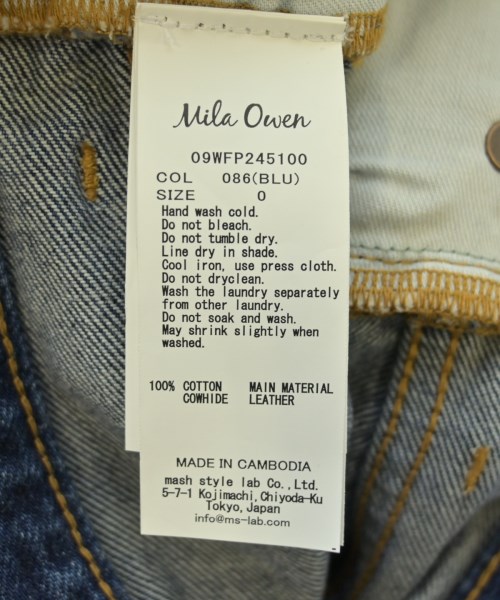 Mila Owen
09WFP245100
COL 086(BLU)
SIZE 0
Hand wash cold.
Do not bleach.
Do not tumble dry.
Line dry in shade.
Cool iron, use press cloth.
Do not dryclean.
Wash the laundry separately
from other laundry.
Do not soak and wash.
May shrink slightly when
washed.
100% COTTON MAIN MATERIAL
COWHIDE LEATHER
MADE IN CAMBODIA
mash style lab Co.,Ltd.
5-7-1 Kojimachi,Chiyoda-Ku
Tokyo,Japan
info@ms-lab.com